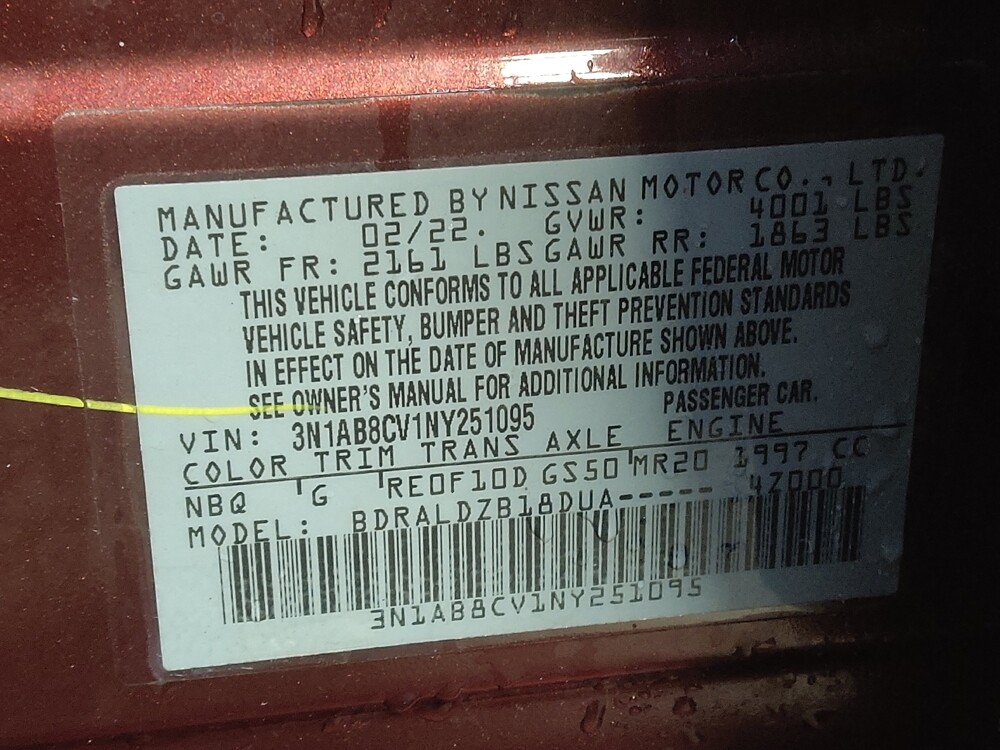 MANUFACTURED BY NISSAN MOTOR CO., LTD.
DATE: 02/22. GVWR: 4001 LBS
GAWR FR: 2161 LBS GAWR RR: 1863 LBS
THIS VEHICLE CONFORMS TO ALL APPLICABLE FEDERAL MOTOR
VEHICLE SAFETY, BUMPER AND THEFT PREVENTION STANDARDS
IN EFFECT ON THE DATE OF MANUFACTURE SHOWN ABOVE.
SEE OWNER'S MANUAL FOR ADDITIONAL INFORMATION.
VIN: 3N1AB8CV1NY251095 PASSENGER CAR.
COLOR TRIM TRANS AXLE ENGINE
NBQ G RE0F10D GS50 MR20 1997 CC
MODEL: BDRALDZB18DUA----- 4Z000
3N1AB8CV1NY251095